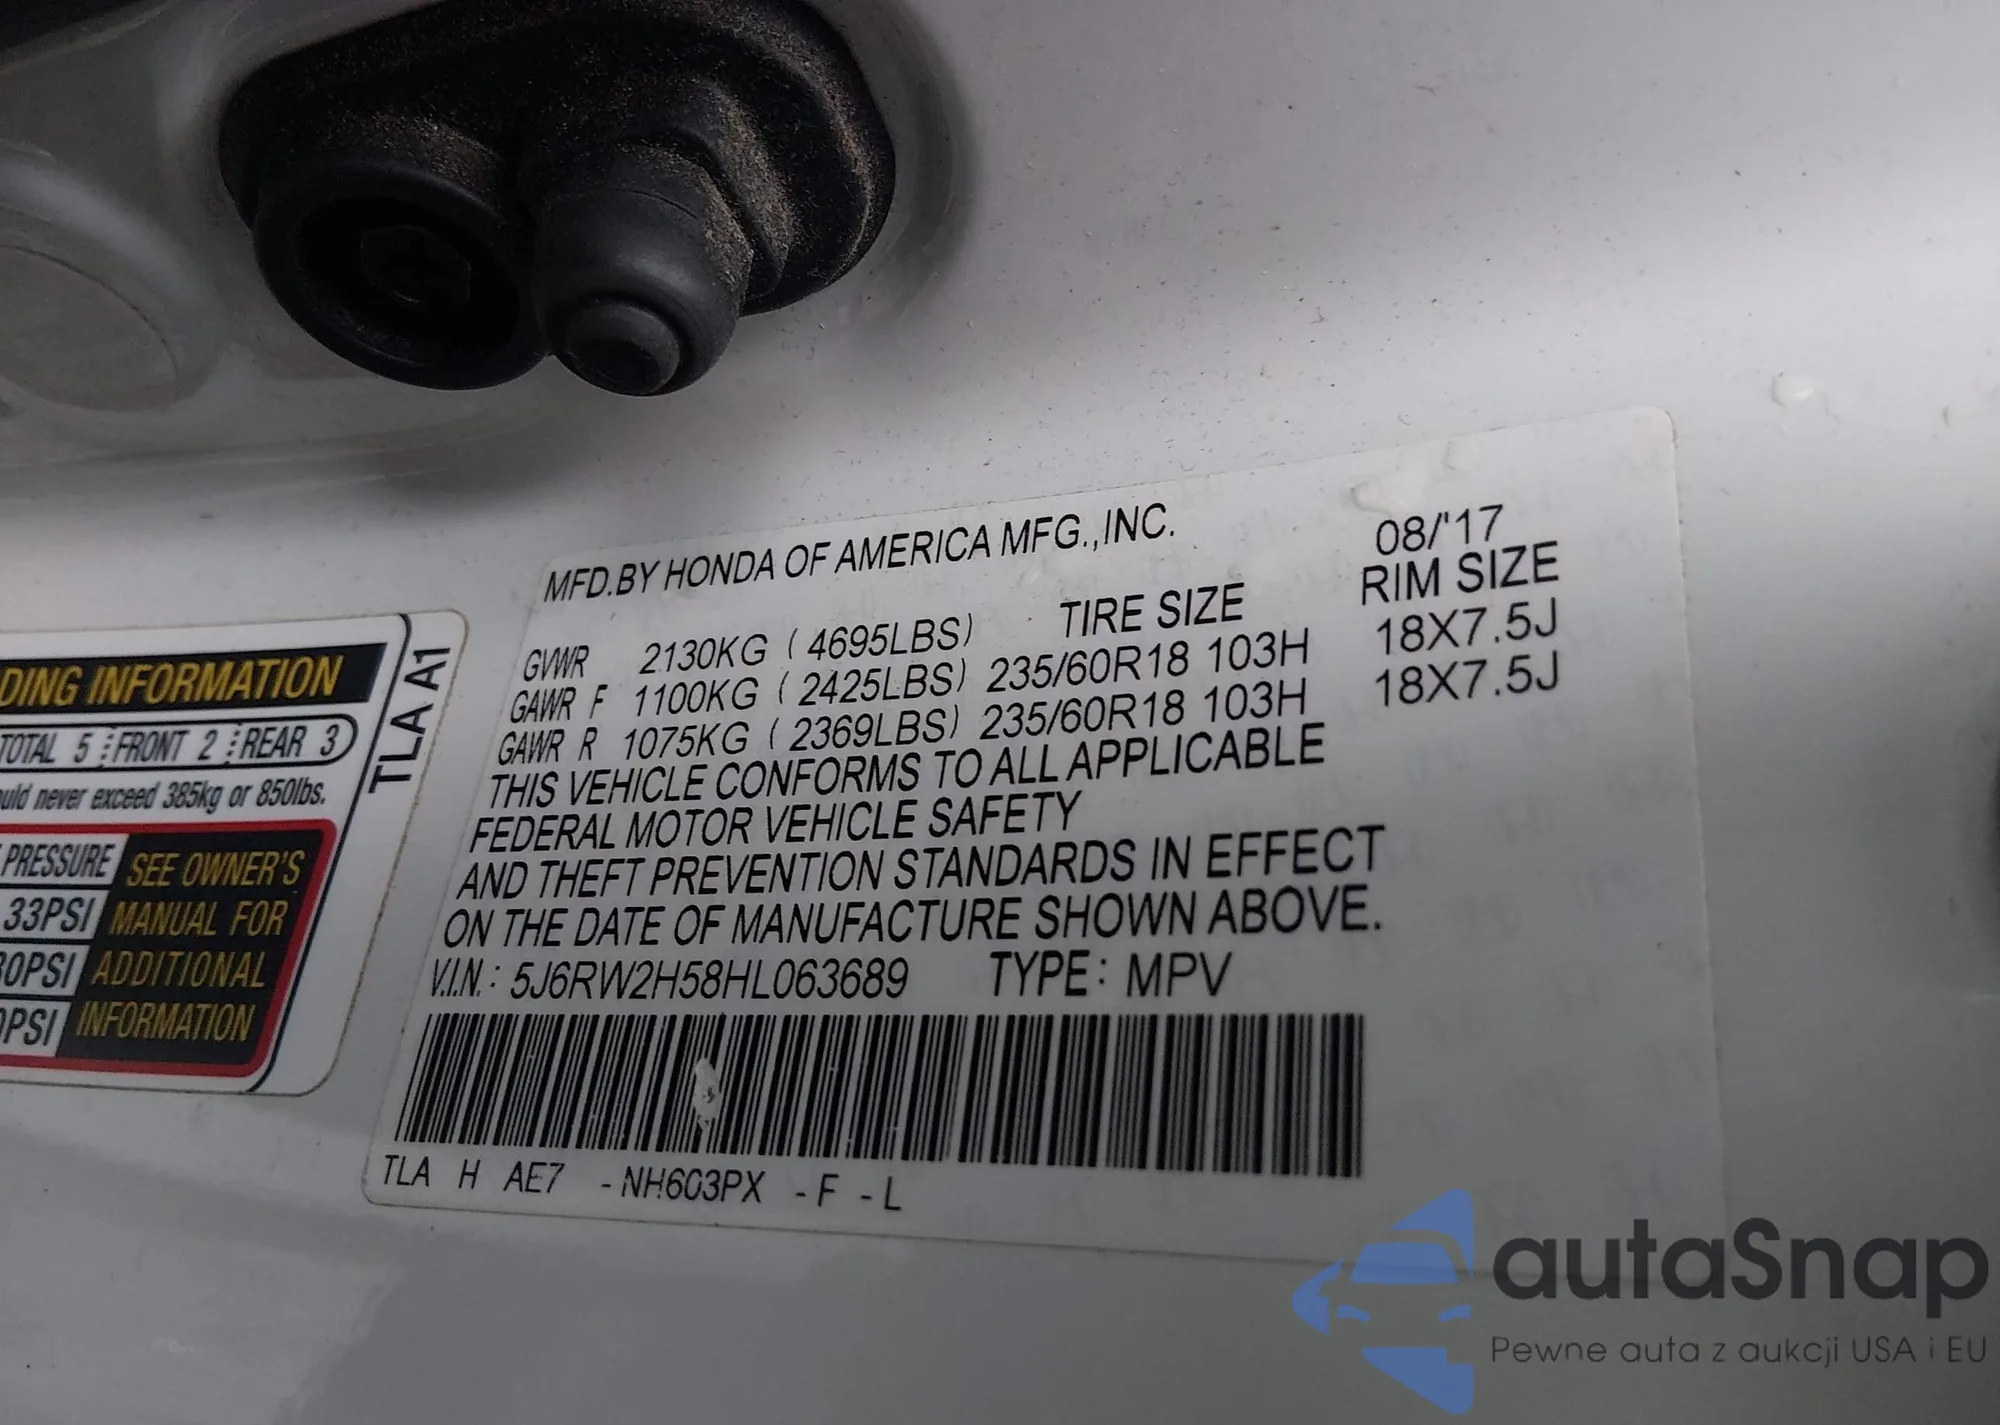 DING INFORMATION
TOTAL 5 FRONT 2 REAR 3
uld never exceed 385kg or 850lbs.
PRESSURE
33PSI
0PSI
PSI
SEE OWNER'S
MANUAL FOR
ADDITIONAL
INFORMATION
TLA A1
MFD.BY HONDA OF AMERICA MFG.,INC. 08/'17
TIRE SIZE RIM SIZE
GVWR 2130KG ( 4695LBS)
GAWR F 1100KG ( 2425LBS) 235/60R18 103H 18X7.5J
GAWR R 1075KG ( 2369LBS) 235/60R18 103H 18X7.5J
THIS VEHICLE CONFORMS TO ALL APPLICABLE
FEDERAL MOTOR VEHICLE SAFETY
AND THEFT PREVENTION STANDARDS IN EFFECT
ON THE DATE OF MANUFACTURE SHOWN ABOVE.
V.I.N.: 5J6RW2H58HL063689 TYPE: MPV
TLA H AE7 -NH603PX -F -L
autaSnap
Pewne auta z aukcji USA i EU